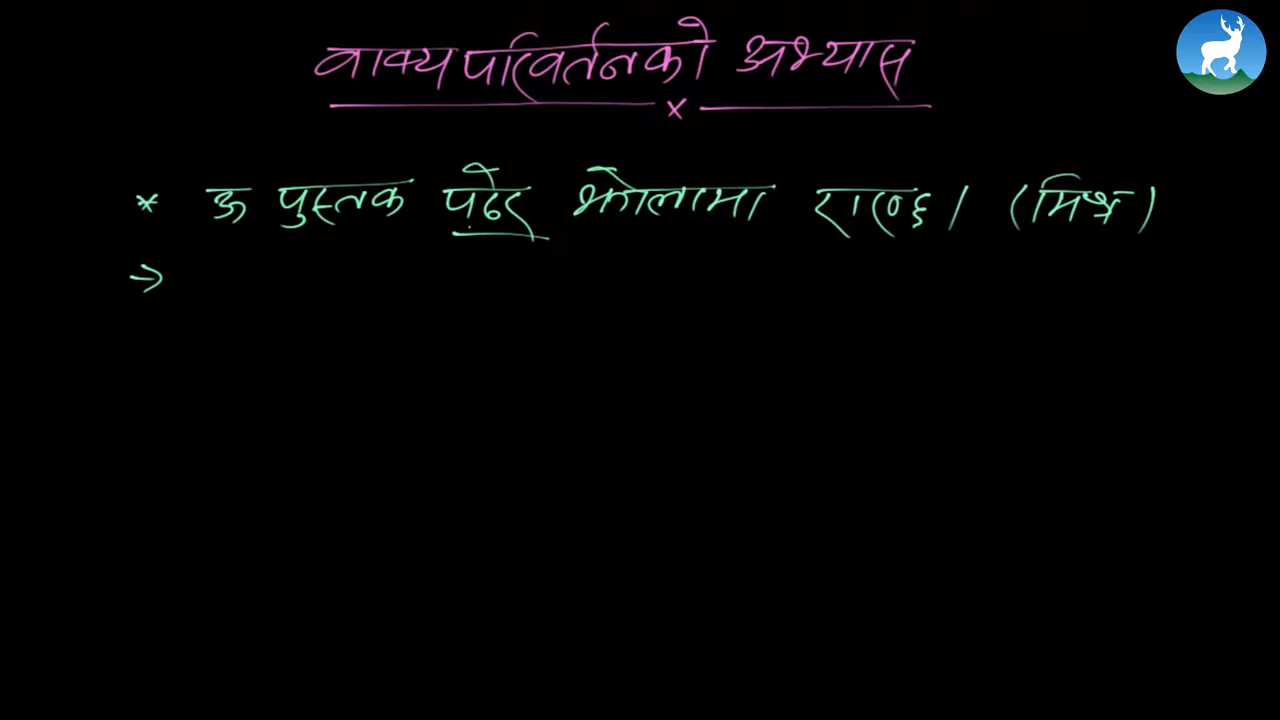 वाक्यपरिवर्तनको अभ्यास
x
* ऊ पुस्तक पढेर झोलामा राख्छ। (मिश्र)
→